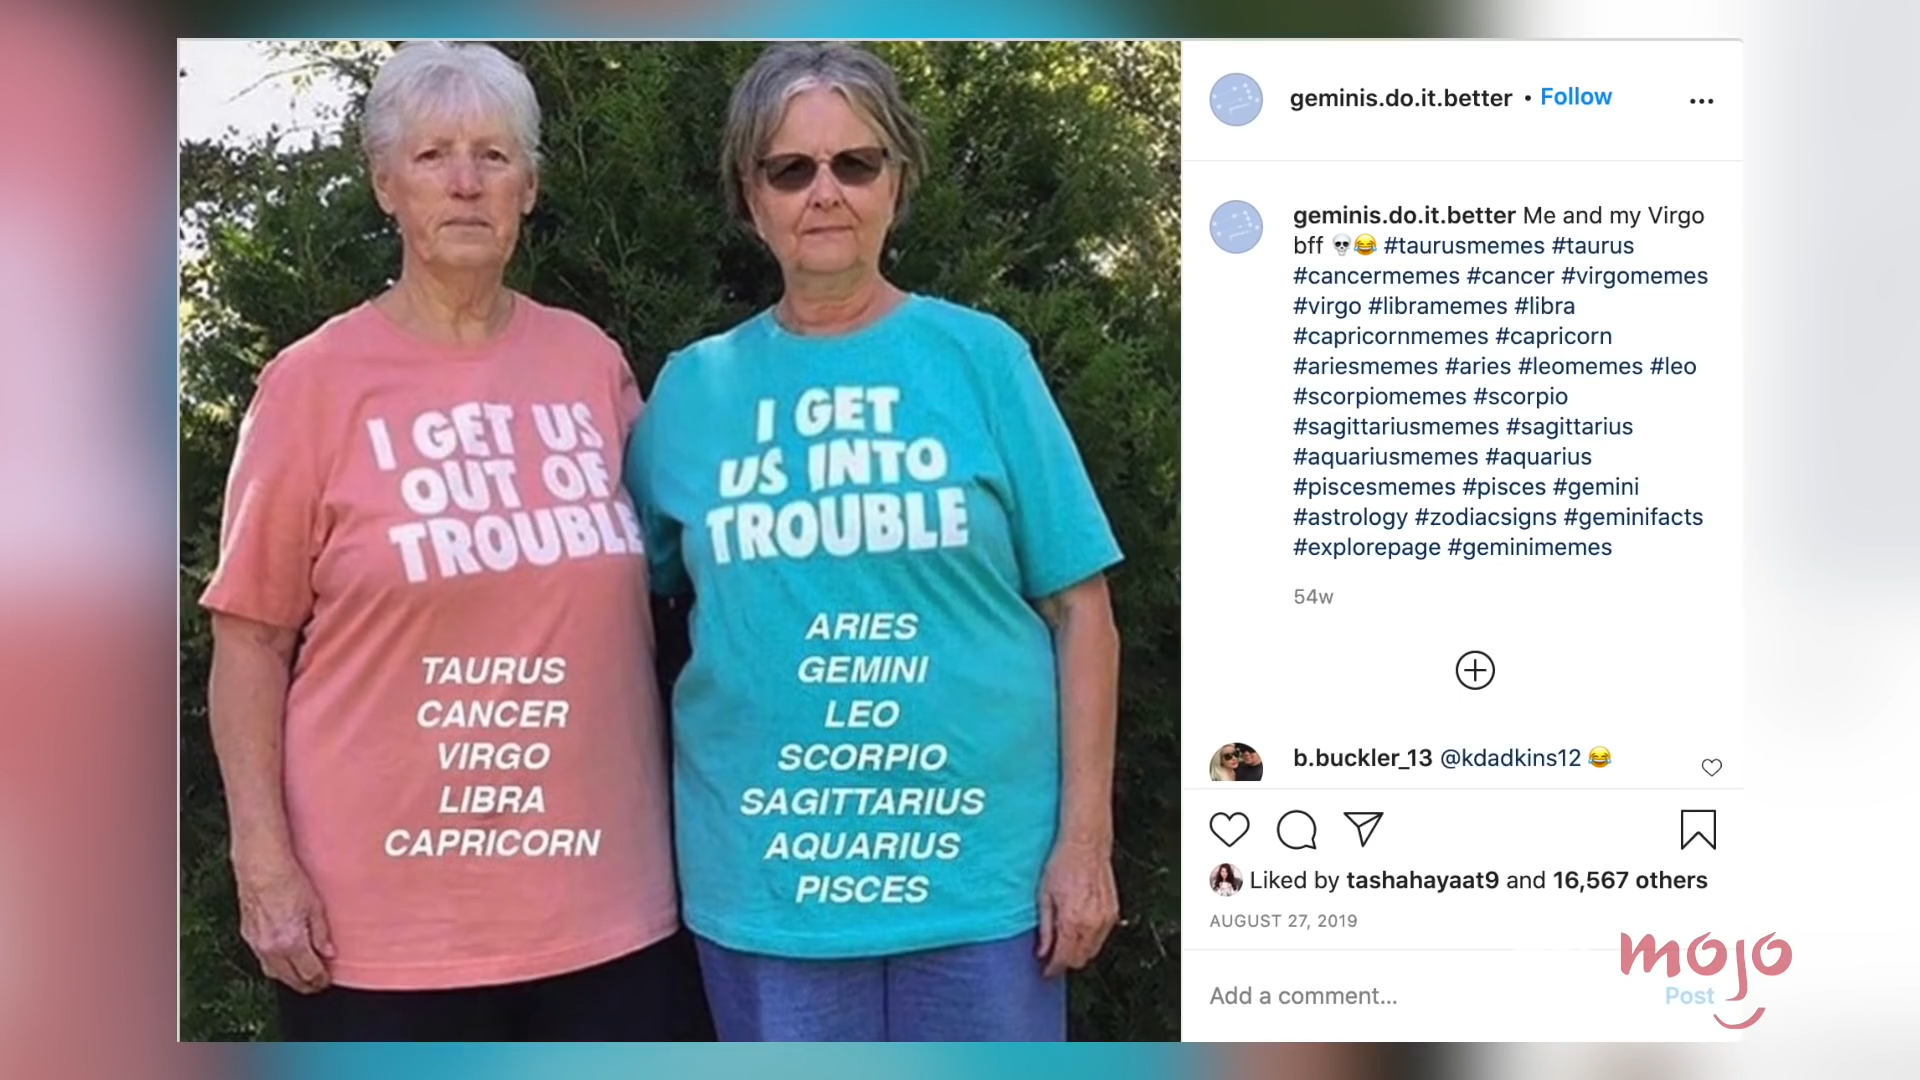 I GET US
OUT OF
TROUBLE
TAURUS
CANCER
VIRGO
LIBRA
CAPRICORN
I GET
US INTO
TROUBLE
ARIES
GEMINI
LEO
SCORPIO
SAGITTARIUS
AQUARIUS
PISCES
geminis.do.it.better • Follow
geminis.do.it.better Me and my Virgo
bff 💀😂 #taurusmemes #taurus
#cancermemes #cancer #virgomemes
#virgo #libramemes #libra
#capricornmemes #capricorn
#ariesmemes #aries #leomemes #leo
#scorpiomemes #scorpio
#sagittariusmemes #sagittarius
#aquariusmemes #aquarius
#piscesmemes #pisces #gemini
#astrology #zodiacsigns #geminifacts
#explorepage #geminimemes
54w
b.buckler_13 @kdadkins12 😂
Liked by tashahayaat9 and 16,567 others
AUGUST 27, 2019
Add a comment...
Post
mojo